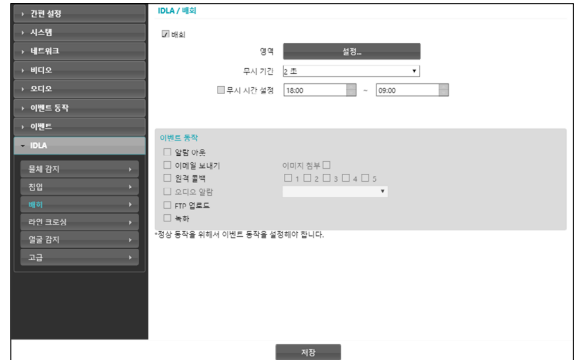 간편 설정
시스템
네트워크
비디오
오디오
이벤트 동작
이벤트
IDLA
물체 감지
진입
배회
라인 크로싱
얼굴 감지
고급
IDLA / 배회
배회
영역 설정...
무시 기간 2 초
무시 시간 설정 18:00 ~ 09:00
이벤트 동작
알람 아웃
이메일 보내기 이미지 첨부
원격 콜백 1 2 3 4 5
오디오 알람
FTP 업로드
녹화
*정상 동작을 위해서 이벤트 동작을 설정해야 합니다.
저장